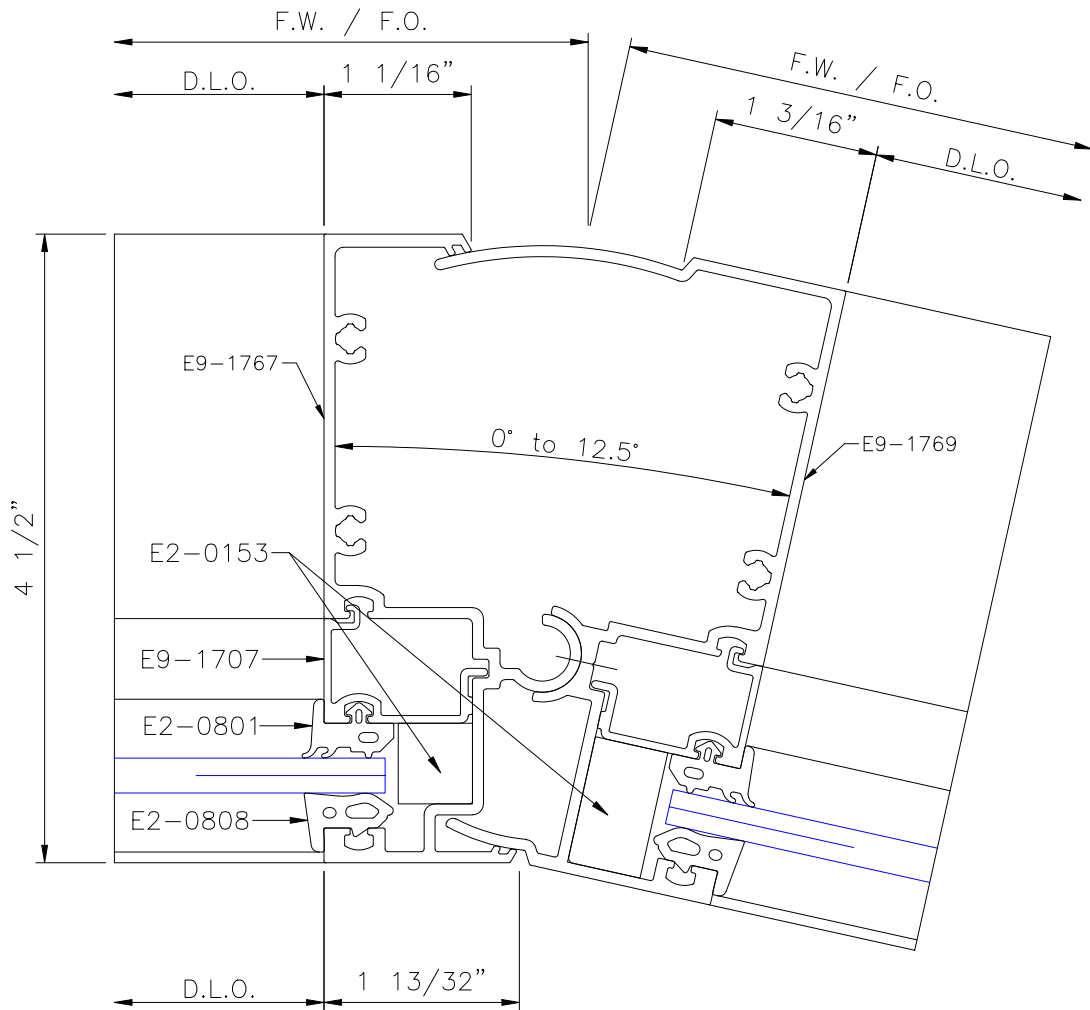 F.W. / F.O.
D.L.O.
1 1/16”
F.W. / F.O.
1 3/16”
D.L.O.
E9-1767
0° to 12.5°
E9-1769
4 1/2”
E2-0153
E9-1707
E2-0801
E2-0808
D.L.O.
1 13/32”